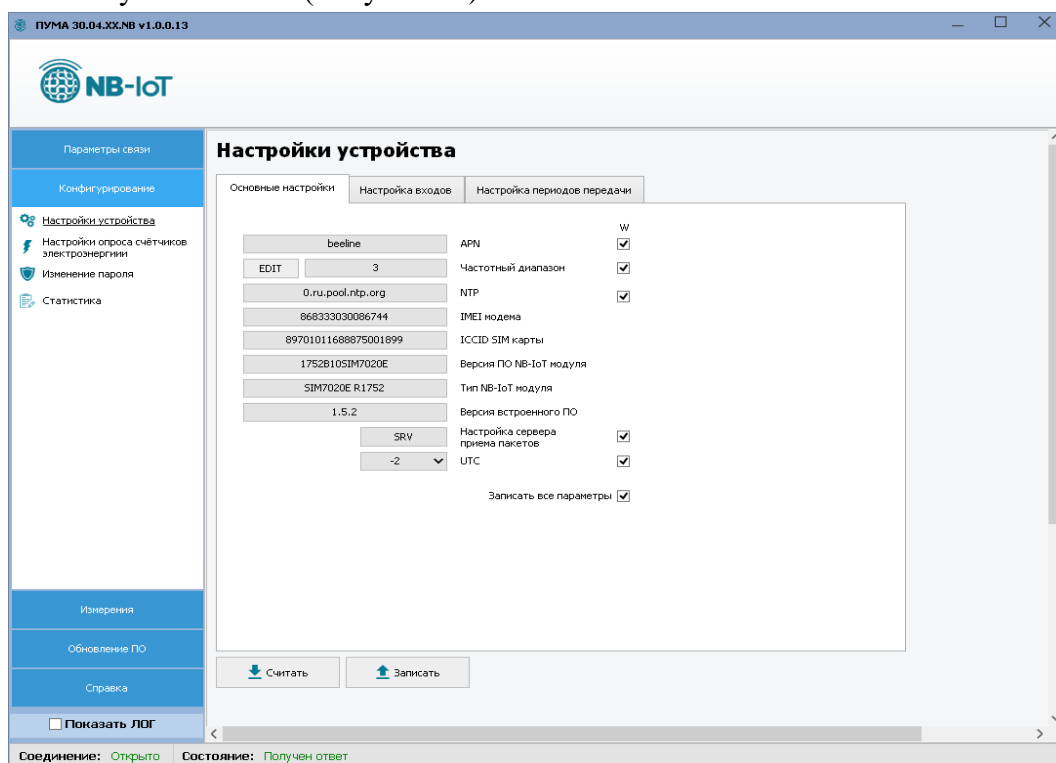 ПУМА 30.04.XX.NB v1.0.0.13
NB-IoT
Параметры связи
Конфигурирование
Настройки устройства
Настройки опроса счётчиков
электроэнергиии
Изменение пароля
Статистика
Измерения
Обновление ПО
Справка
Показать ЛОГ
Настройки устройства
Основные настройки
Настройка входов
Настройка периодов передачи
W
beeline APN
EDIT 3 Частотный диапазон
0.ru.pool.ntp.org NTP
868333030086744 IMEI модема
89701011688875001899 ICCID SIM карты
1752B10SIM7020E Версия ПО NB-IoT модуля
SIM7020E R1752 Тип NB-IoT модуля
1.5.2 Версия встроенного ПО
SRV Настройка сервера
приема пакетов
-2 UTC
Записать все параметры
Считать
Записать
Соединение: Открыто Состояние: Получен ответ